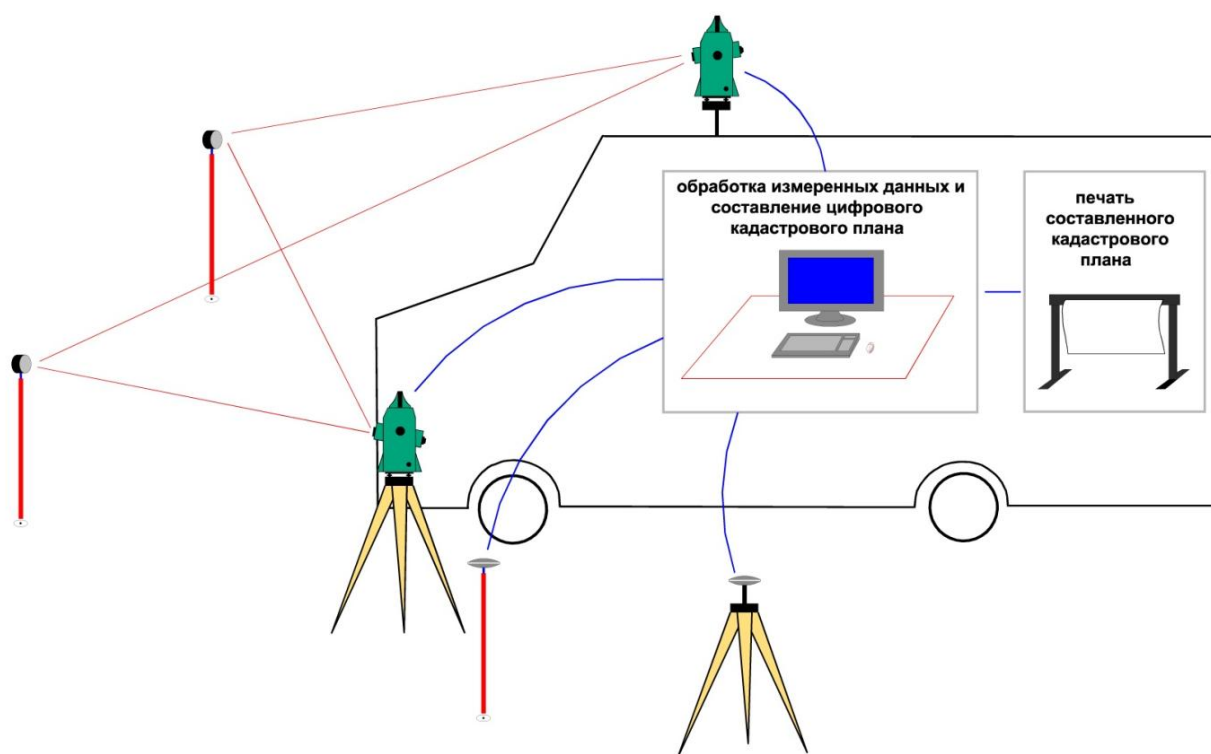 обработка измеренных данных и
составление цифрового
кадастрового плана
печать
составленного
кадастрового
плана